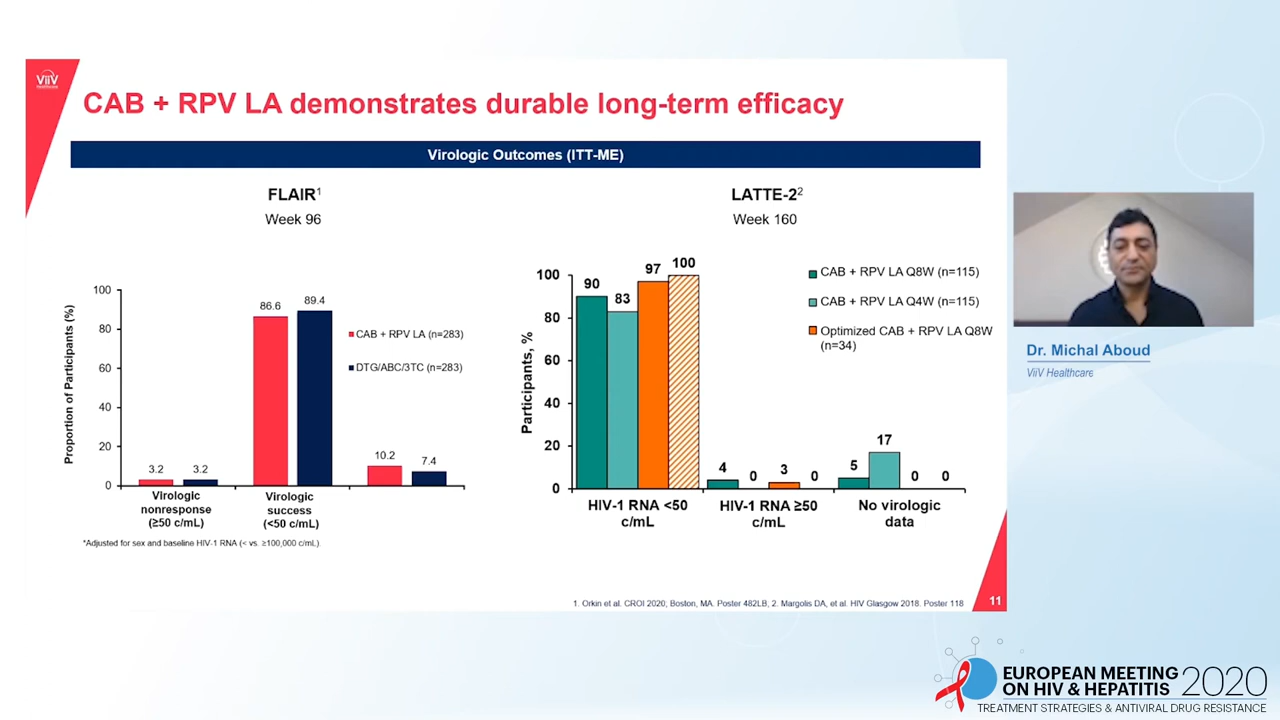 ViiV
CAB + RPV LA demonstrates durable long-term efficacy
Virologic Outcomes (ITT-ME)
FLAIR¹
Week 96
Proportion of Participants (%)
100
80
60
40
20
0
3.2
3.2
86.6
89.4
10.2
7.4
CAB + RPV LA (n=283)
DTG/ABC/3TC (n=283)
Virologic
nonresponse
(≥50 c/mL)
Virologic
success
(<50 c/mL)
*Adjusted for sex and baseline HIV-1 RNA (< vs. ≥100,000 c/mL).
LATTE-2²
Week 160
Participants, %
100
80
60
40
20
0
90
83
97
100
4
0
3
0
5
17
0
0
CAB + RPV LA Q8W (n=115)
CAB + RPV LA Q4W (n=115)
Optimized CAB + RPV LA Q8W
(n=34)
HIV-1 RNA <50
c/mL
HIV-1 RNA ≥50
c/mL
No virologic
data
1. Orkin et al. CROI 2020; Boston, MA. Poster 482LB, 2. Margolis DA, et al. HIV Glasgow 2018. Poster 118
11
Dr. Michal Aboud
ViiV Healthcare
EUROPEAN MEETING
ON HIV & HEPATITIS 2020
TREATMENT STRATEGIES & ANTIVIRAL DRUG RESISTANCE